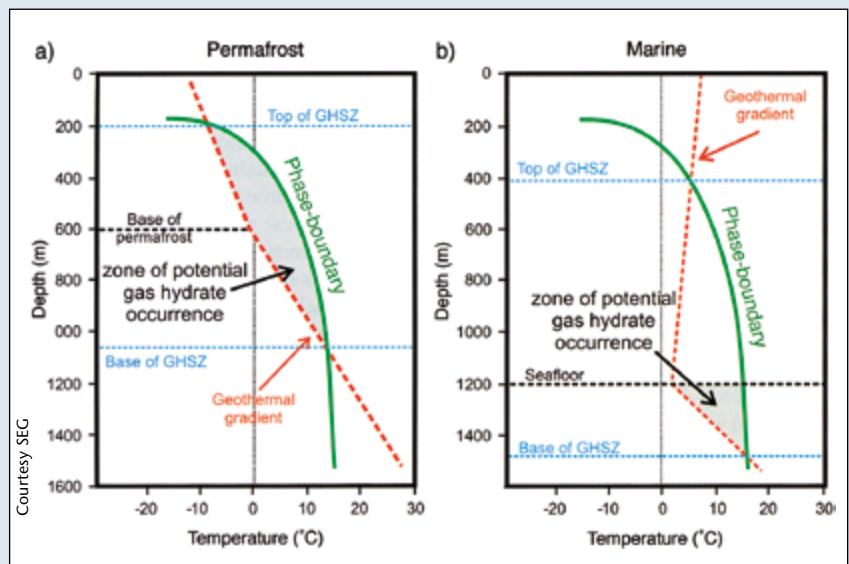 a)
Permafrost
0
200
400
600
800
000
1200
1400
1600
Depth (m)
Top of GHSZ
Phase-boundary
Base of
permafrost
zone of potential
gas hydrate
occurrence
Base of GHSZ
Geothermal
gradient
-20 -10 0 10 20 30
Temperature (°C)
b)
Marine
0
200
400
600
800
1000
1200
1400
Depth (m)
Geothermal
gradient
Top of GHSZ
Phase-boundary
zone of potential
gas hydrate
occurrence
Seafloor
Base of GHSZ
-20 -10 0 10 20 30
Temperature (°C)
Courtesy SEG